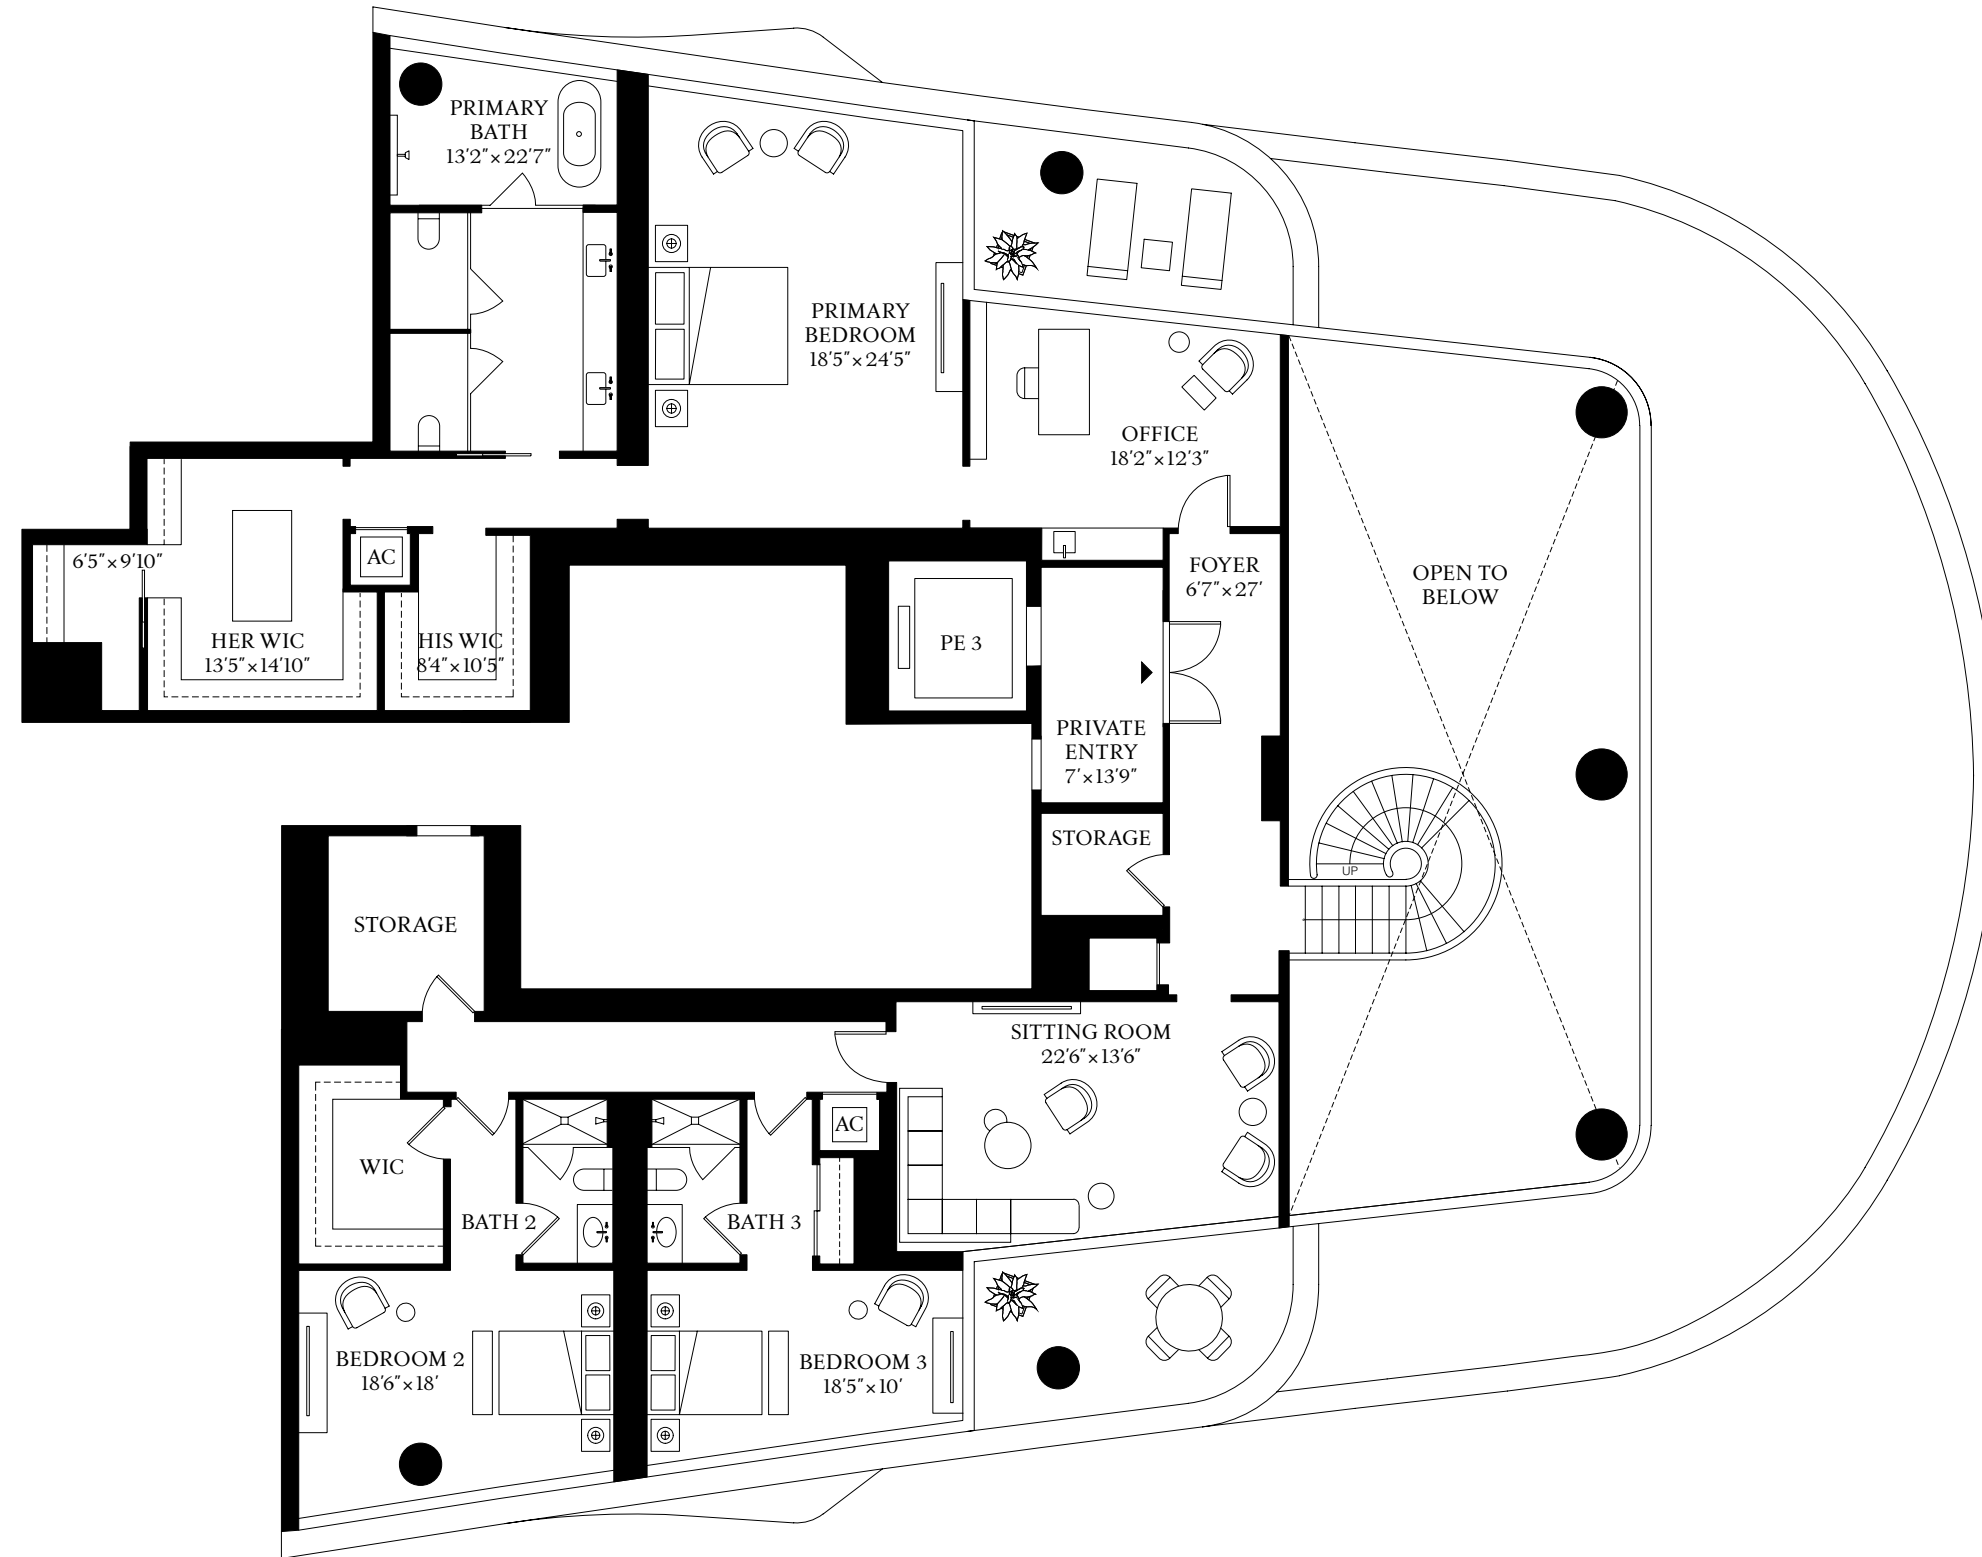 PRIMARY
BATH
13'2"×22'7"
PRIMARY
BEDROOM
18'5"×24'5"
OFFICE
18'2"×12'3"
6'5"×9'10"
AC
HER WIC
13'5"×14'10"
HIS WIC
8'4"×10'5"
PE 3
FOYER
6'7"×27'
OPEN TO
BELOW
PRIVATE
ENTRY
7'×13'9"
STORAGE
UP
STORAGE
SITTING ROOM
22'6"×13'6"
AC
WIC
BATH 2
BATH 3
BEDROOM 2
18'6"×18'
BEDROOM 3
18'5"×10'